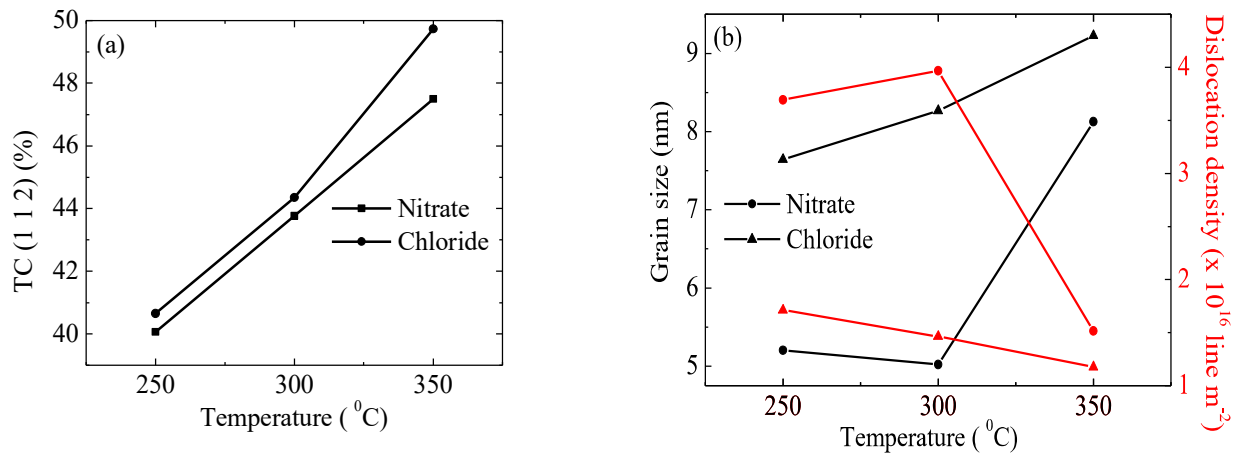 (a)
50
48
46
44
42
40
TC (1 1 2) (%)
Nitrate
Chloride
250
300
350
Temperature ( ⁰C)
(b)
9
8
7
6
5
Grain size (nm)
Nitrate
Chloride
250
300
350
Temperature ( ⁰C)
4
3
2
1
Dislocation
density (x 10¹⁶ line m⁻²)